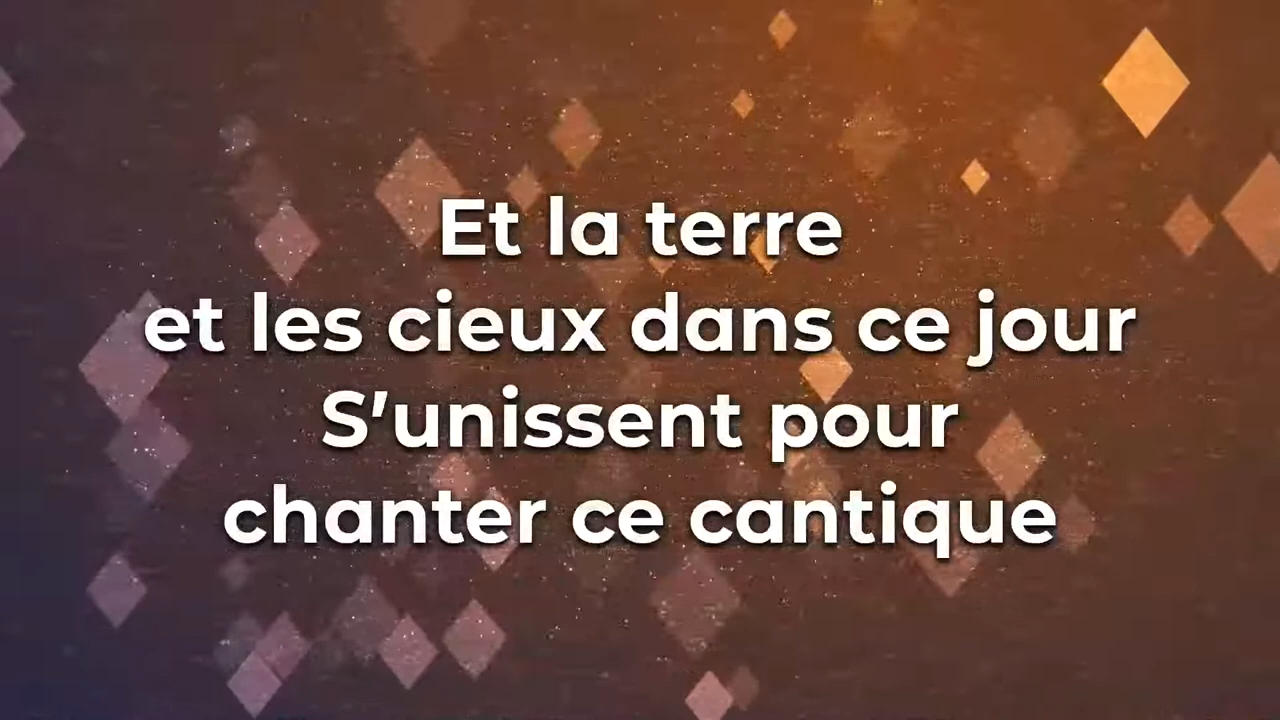 Et la terre
et les cieux dans ce jour
S’unissent pour
chanter ce cantique